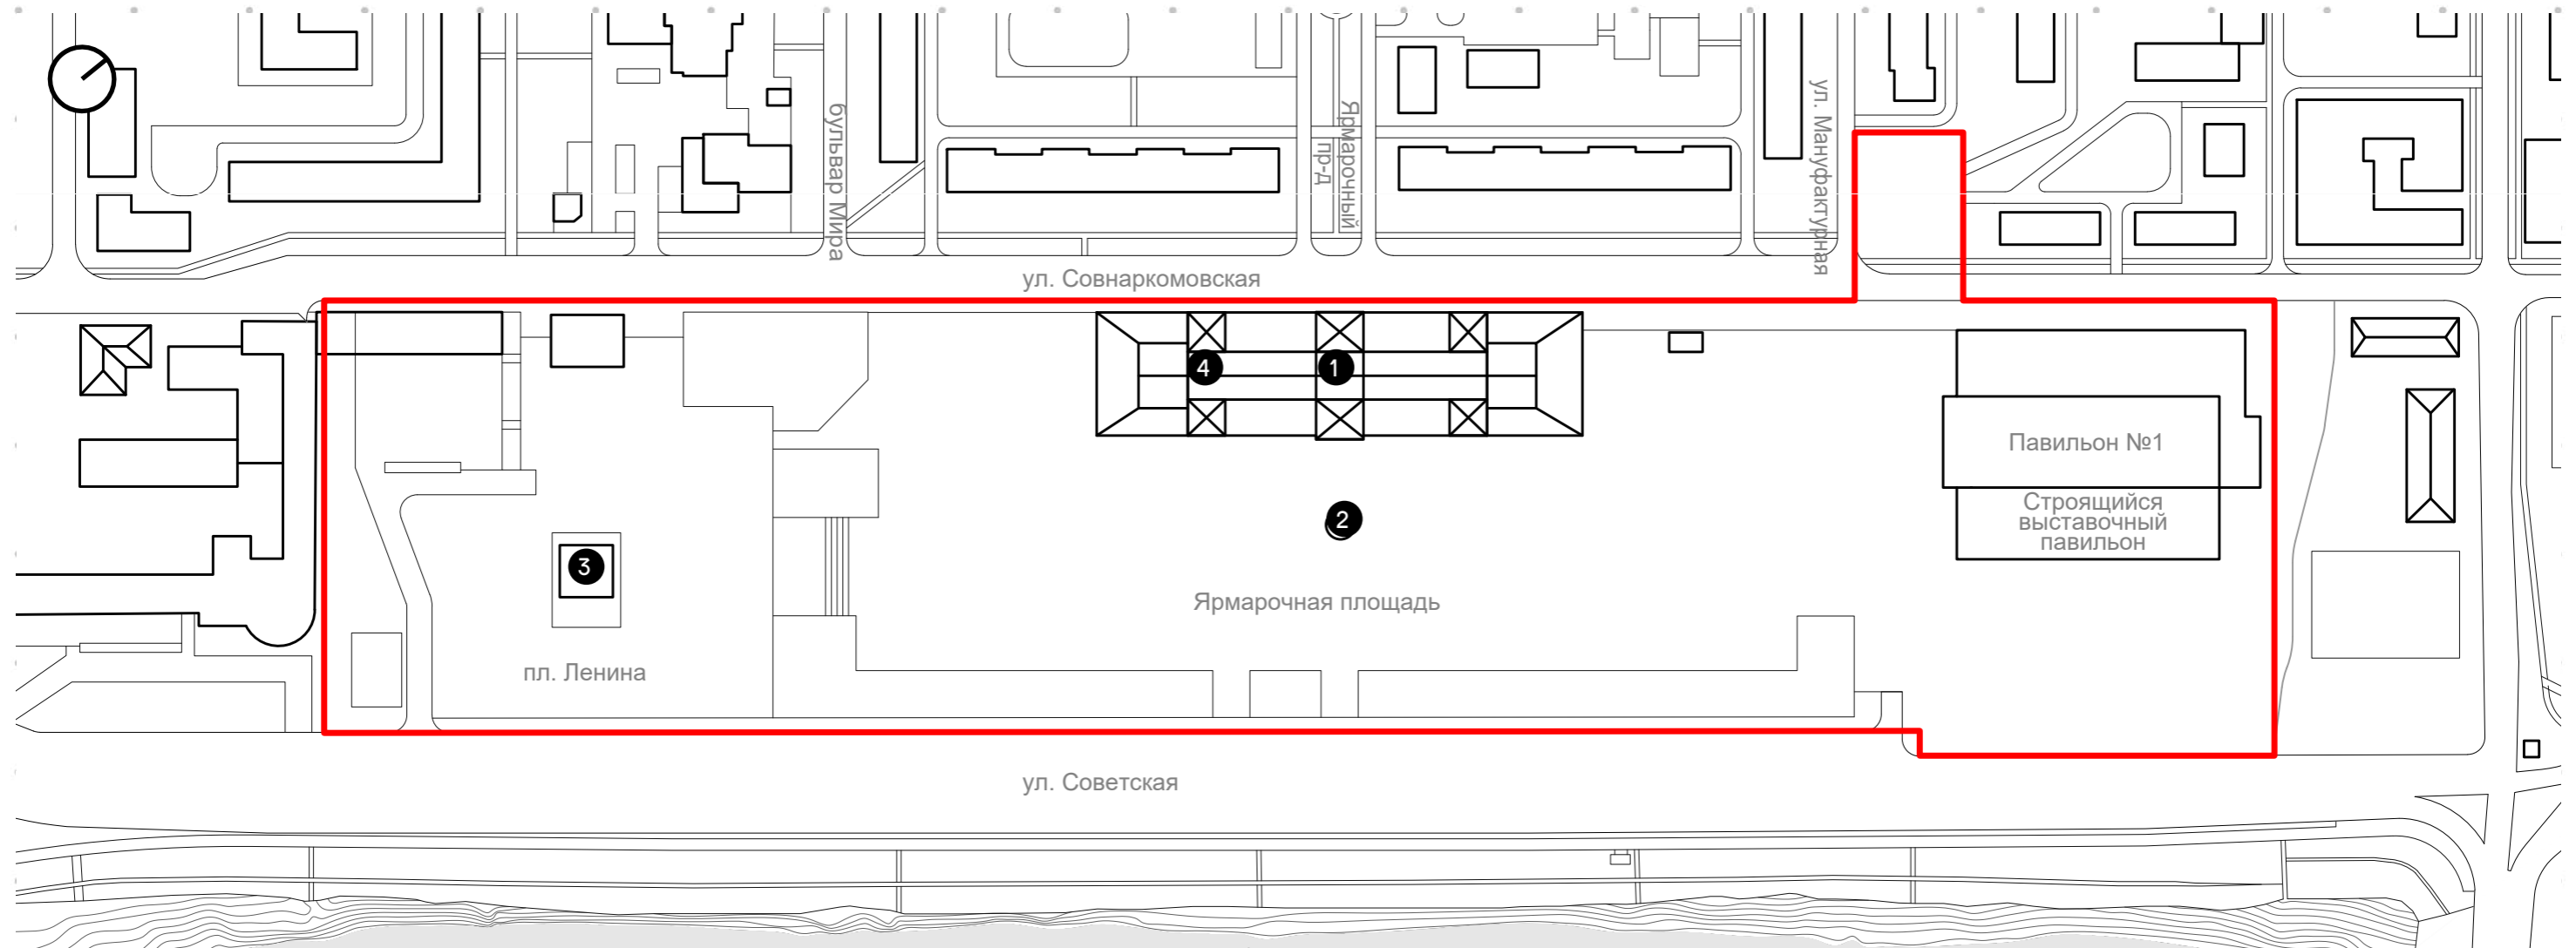 бульвар Мира
Ярмарочный
пр-д
ул. Мануфактурная
ул. Совнаркомовская
4
1
Павильон №1
Строящийся
выставочный
павильон
2
3
Ярмарочная площадь
пл. Ленина
ул. Советская